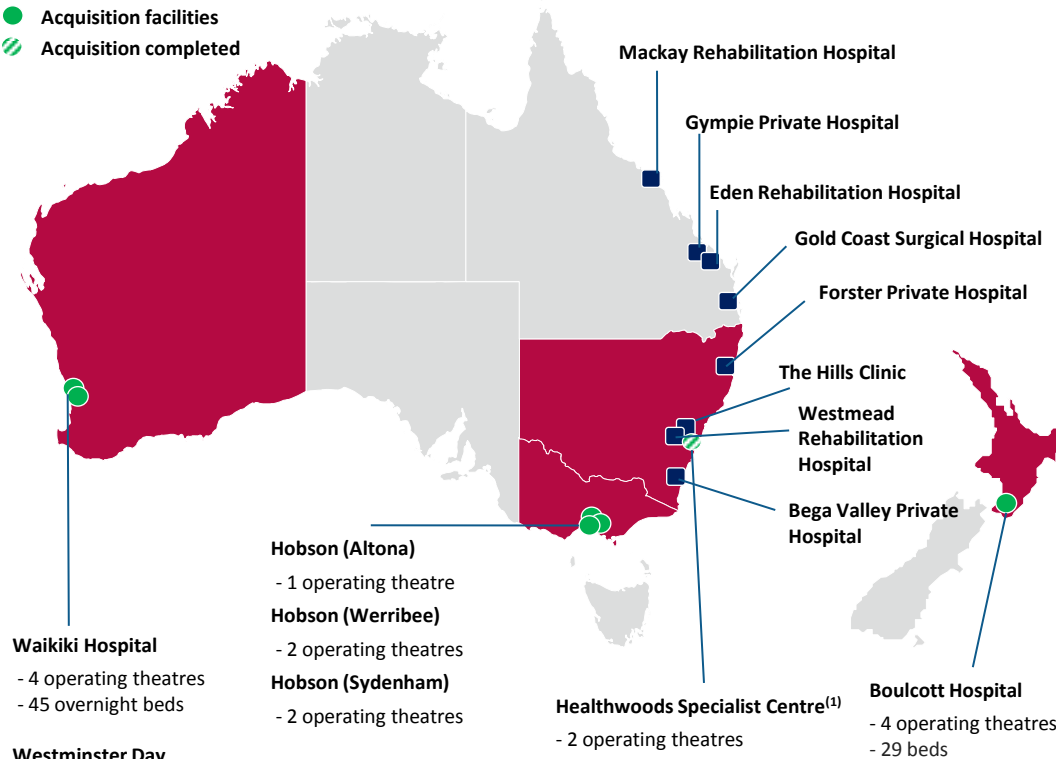 Acquisition facilities
Acquisition completed
Mackay Rehabilitation Hospital
Gympie Private Hospital
Eden Rehabilitation Hospital
Gold Coast Surgical Hospital
Forster Private Hospital
The Hills Clinic
Westmead
Rehabilitation
Hospital
Bega Valley Private
Hospital
Hobson (Altona)
- 1 operating theatre
Hobson (Werribee)
- 2 operating theatres
Hobson (Sydenham)
- 2 operating theatres
Waikiki Hospital
- 4 operating theatres
- 45 overnight beds
Westminster Day
Healthwoods Specialist Centre(1)
- 2 operating theatres
Boulcott Hospital
- 4 operating theatres
- 29 beds